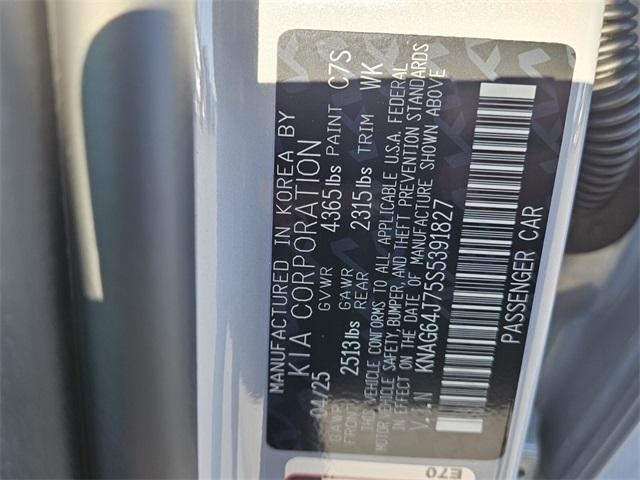 MANUFACTURED IN KOREA BY
KIA CORPORATION
04/25 GVWR 4365lbs PAINT C7S
GAWR FRONT 2513lbs GAWR REAR 2315lbs TRIM WK
THIS VEHICLE CONFORMS TO ALL APPLICABLE U.S.A. FEDERAL
MOTOR VEHICLE SAFETY, BUMPER, AND THEFT PREVENTION STANDARDS
IN EFFECT ON THE DATE OF MANUFACTURE SHOWN ABOVE
V.I.N KNAG64J75S5391827
PASSENGER CAR
E70